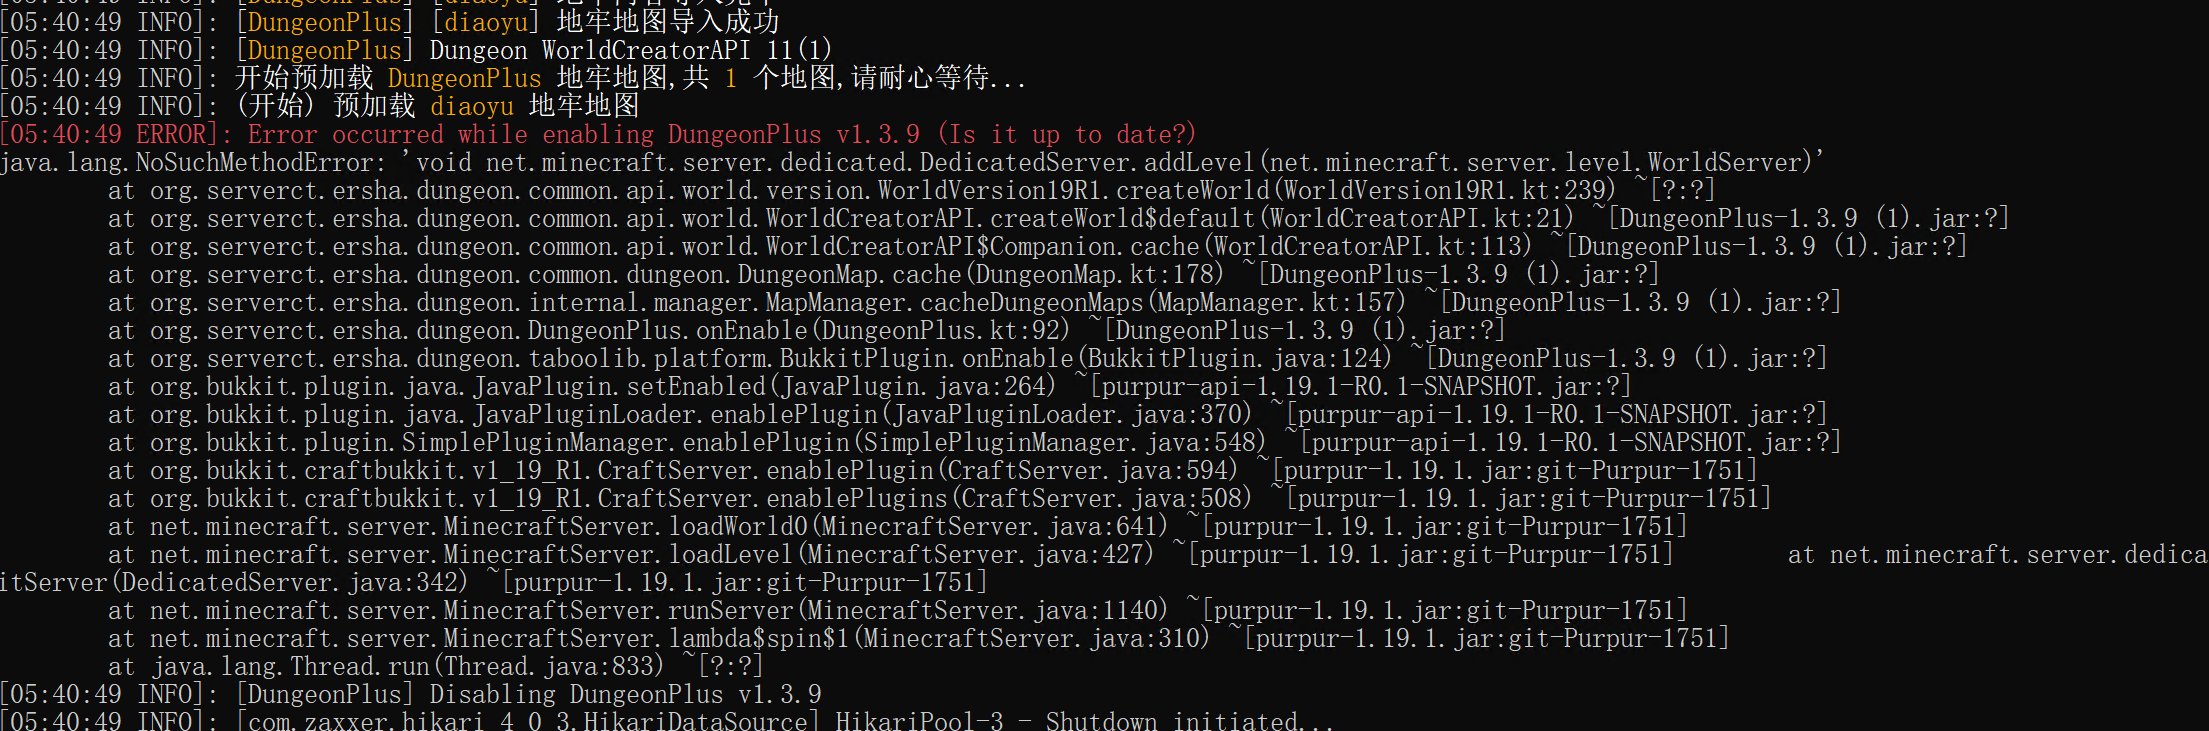 [05:40:49 INFO]: [DungeonPlus] [diaoyu]
[05:40:49 INFO]: [DungeonPlus] [diaoyu] 地牢地图导入成功
[05:40:49 INFO]: [DungeonPlus] Dungeon WorldCreatorAPI 11(1)
[05:40:49 INFO]: 开始预加载 DungeonPlus 地牢地图,共 1 个地图,请耐心等待...
[05:40:49 INFO]: (开始) 预加载 diaoyu 地牢地图
[05:40:49 ERROR]: Error occurred while enabling DungeonPlus v1.3.9 (Is it up to date?)
java.lang.NoSuchMethodError: 'void net.minecraft.server.dedicated.DedicatedServer.addLevel(net.minecraft.server.level.WorldServer)'
at org.serverct.ersha.dungeon.common.api.world.version.WorldVersion19R1.createWorld(WorldVersion19R1.kt:239) ~[?:?]
at org.serverct.ersha.dungeon.common.api.world.WorldCreatorAPI.createWorld$default(WorldCreatorAPI.kt:21) ~[DungeonPlus-1.3.9 (1).jar:?]
at org.serverct.ersha.dungeon.common.api.world.WorldCreatorAPI$Companion.cache(WorldCreatorAPI.kt:113) ~[DungeonPlus-1.3.9 (1).jar:?]
at org.serverct.ersha.dungeon.common.dungeon.DungeonMap.cache(DungeonMap.kt:178) ~[DungeonPlus-1.3.9 (1).jar:?]
at org.serverct.ersha.dungeon.internal.manager.MapManager.cacheDungeonMaps(MapManager.kt:157) ~[DungeonPlus-1.3.9 (1).jar:?]
at org.serverct.ersha.dungeon.DungeonPlus.onEnable(DungeonPlus.kt:92) ~[DungeonPlus-1.3.9 (1).jar:?]
at org.serverct.ersha.dungeon.taboolib.platform.BukkitPlugin.onEnable(BukkitPlugin.java:124) ~[DungeonPlus-1.3.9 (1).jar:?]
at org.bukkit.plugin.java.JavaPlugin.setEnabled(JavaPlugin.java:264) ~[purpur-api-1.19.1-R0.1-SNAPSHOT.jar:?]
at org.bukkit.plugin.java.JavaPluginLoader.enablePlugin(JavaPluginLoader.java:370) ~[purpur-api-1.19.1-R0.1-SNAPSHOT.jar:?]
at org.bukkit.plugin.SimplePluginManager.enablePlugin(SimplePluginManager.java:548) ~[purpur-api-1.19.1-R0.1-SNAPSHOT.jar:?]
at org.bukkit.craftbukkit.v1_19_R1.CraftServer.enablePlugin(CraftServer.java:594) ~[purpur-1.19.1.jar:git-Purpur-1751]
at org.bukkit.craftbukkit.v1_19_R1.CraftServer.enablePlugins(CraftServer.java:508) ~[purpur-1.19.1.jar:git-Purpur-1751]
at net.minecraft.server.MinecraftServer.loadWorld0(MinecraftServer.java:641) ~[purpur-1.19.1.jar:git-Purpur-1751]
at net.minecraft.server.MinecraftServer.loadLevel(MinecraftServer.java:427) ~[purpur-1.19.1.jar:git-Purpur-1751] at net.minecraft.server.dedica
itServer(DedicatedServer.java:342) ~[purpur-1.19.1.jar:git-Purpur-1751]
at net.minecraft.server.MinecraftServer.runServer(MinecraftServer.java:1140) ~[purpur-1.19.1.jar:git-Purpur-1751]
at net.minecraft.server.MinecraftServer.lambda$spin$1(MinecraftServer.java:310) ~[purpur-1.19.1.jar:git-Purpur-1751]
at java.lang.Thread.run(Thread.java:833) ~[?:?]
[05:40:49 INFO]: [DungeonPlus] Disabling DungeonPlus v1.3.9
[05:40:49 INFO]: [com.zaxxer.hikari_4_0_3.HikariDataSource] HikariPool-3 - Shutdown initiated...